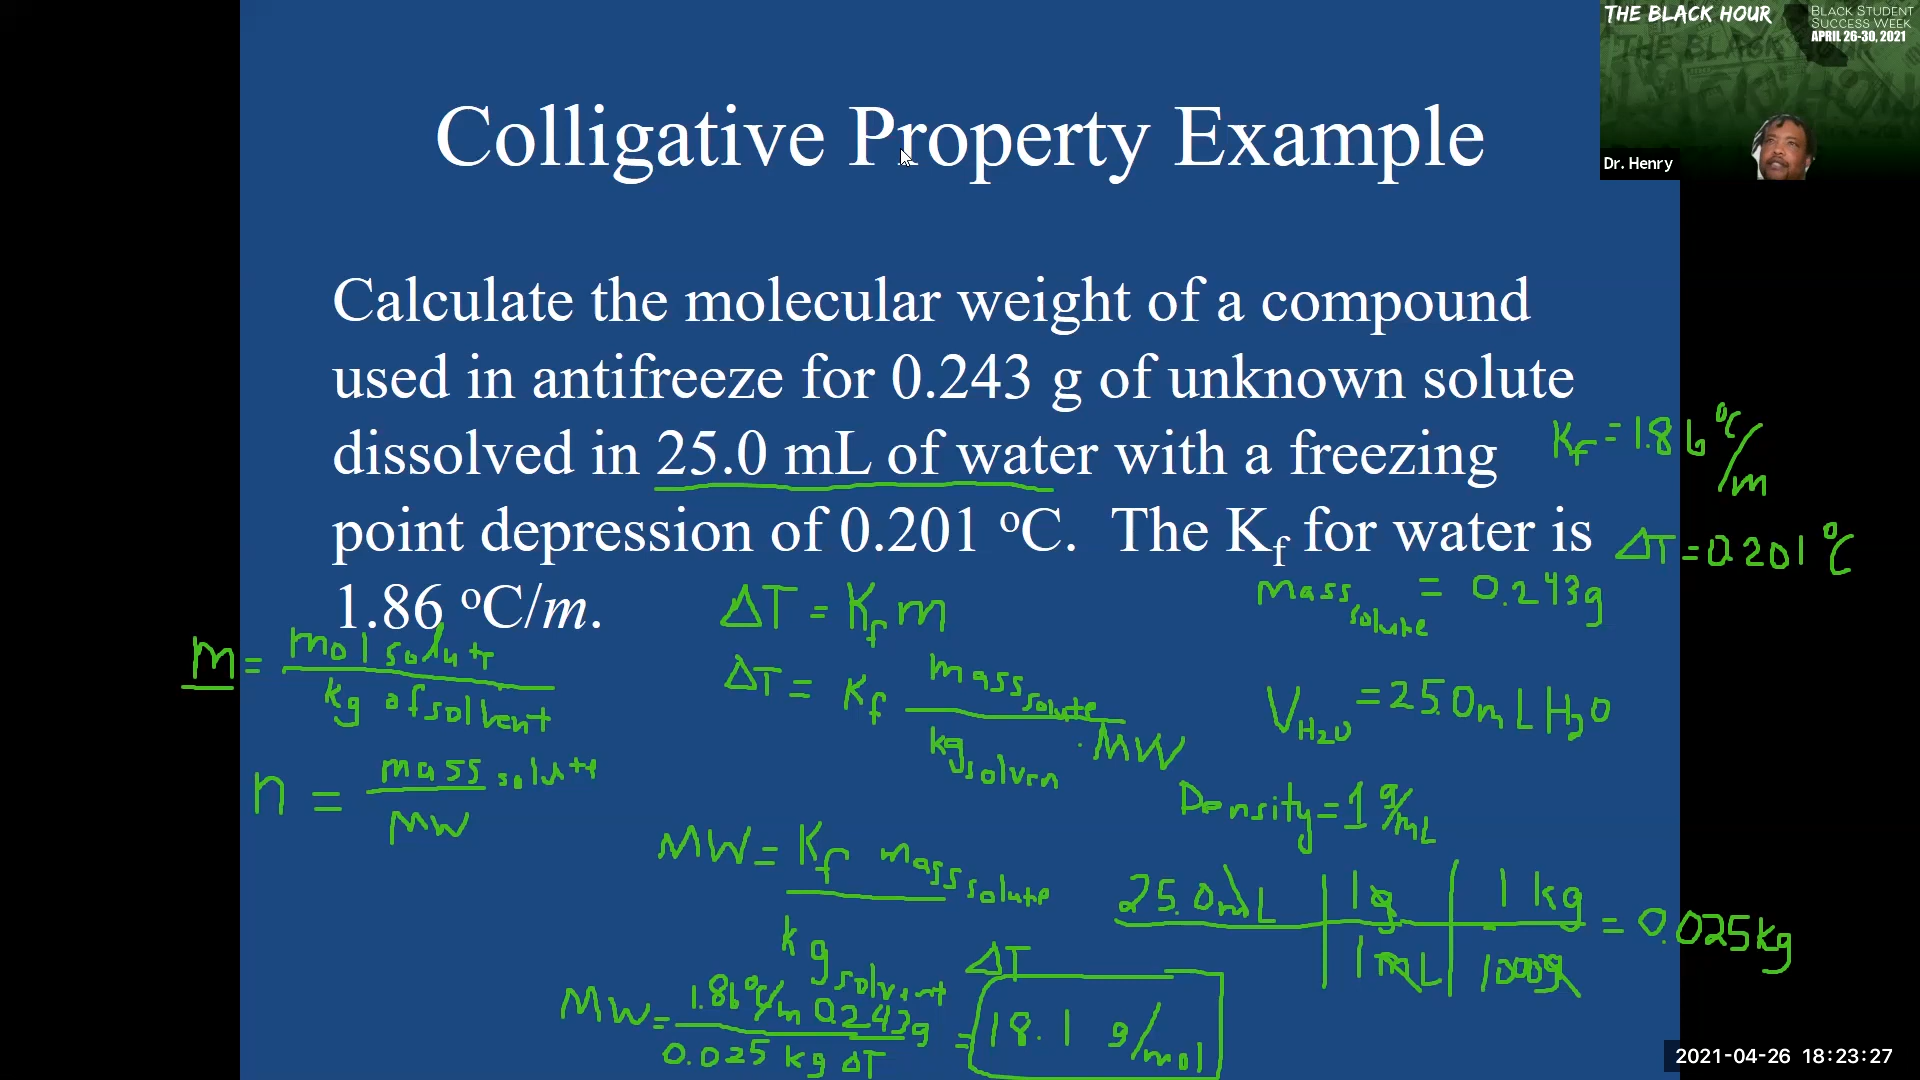 THE BLACK HOUR
BLACK STUDENT
SUCCESS WEEK
APRIL 26-30, 2021
Dr. Henry
Colligative Property Example
Calculate the molecular weight of a compound
used in antifreeze for 0.243 g of unknown solute
dissolved in 25.0 mL of water with a freezing
point depression of 0.201 °C. The Kf for water is
1.86 °C/m.
Kf = 1.86 °C/m
ΔT = 0.201 °C
mass solute = 0.243g
V H2O = 25.0 mL H2O
Density = 1 g/mL
25.0 mL | 1 g | 1 kg = 0.025 kg
1 mL | 1000g
m = mol solute
kg of solvent
n = mass solute
MW
ΔT = Kf m
ΔT = Kf mass solute
kg solven · MW
MW = Kf mass solute
kg solvent ΔT
MW = 1.86 °C/m 0.243g = 18.1 g/mol
0.025 kg ΔT
2021-04-26 18:23:27